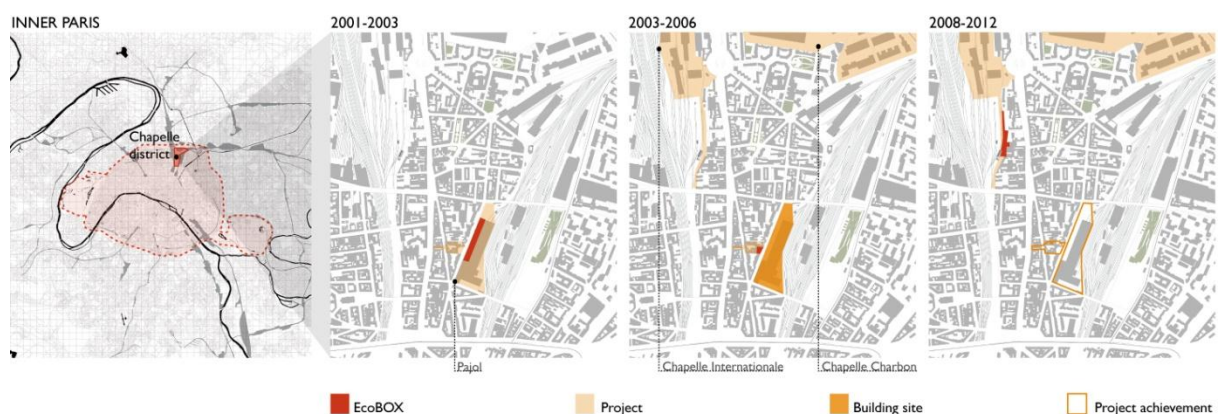 INNER PARIS
Chapelle
district
2001-2003
Pajol
2003-2006
Chapelle Internationale
Chapelle Charbon
2008-2012
EcoBOX
Project
Building site
Project achievement